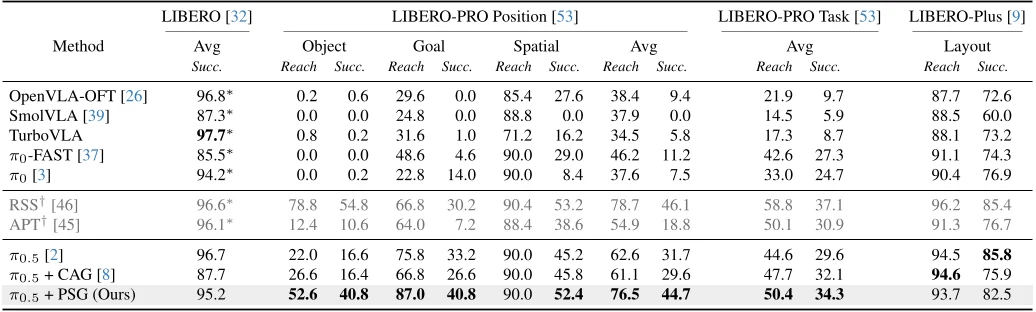 LIBERO [32] LIBERO-PRO Position [53] LIBERO-PRO Task [53] LIBERO-Plus [9]
Method Avg Object Goal Spatial Avg Avg Layout
Succ. Reach Succ. Reach Succ. Reach Succ. Reach Succ. Reach Succ. Reach Succ.
OpenVLA-OFT [26] 96.8* 0.2 0.6 29.6 0.0 85.4 27.6 38.4 9.4 21.9 9.7 87.7 72.6
SmolVLA [39] 87.3* 0.0 0.0 24.8 0.0 88.8 0.0 37.9 0.0 14.5 5.9 88.5 60.0
TurboVLA 97.7* 0.8 0.2 31.6 1.0 71.2 16.2 34.5 5.8 17.3 8.7 88.1 73.2
π0-FAST [37] 85.5* 0.0 0.0 48.6 4.6 90.0 29.0 46.2 11.2 42.6 27.3 91.1 74.3
π0 [3] 94.2* 0.0 0.2 22.8 14.0 90.0 8.4 37.6 7.5 33.0 24.7 90.4 76.9
RSS† [46] 96.6* 78.8 54.8 66.8 30.2 90.4 53.2 78.7 46.1 58.8 37.1 96.2 85.4
APT† [45] 96.1* 12.4 10.6 64.0 7.2 88.4 38.6 54.9 18.8 50.1 30.9 91.3 76.7
π0.5 [2] 96.7 22.0 16.6 75.8 33.2 90.0 45.2 62.6 31.7 44.6 29.6 94.5 85.8
π0.5 + CAG [8] 87.7 26.6 16.4 66.8 26.6 90.0 45.8 61.1 29.6 47.7 32.1 94.6 75.9
π0.5 + PSG (Ours) 95.2 52.6 40.8 87.0 40.8 90.0 52.4 76.5 44.7 50.4 34.3 93.7 82.5